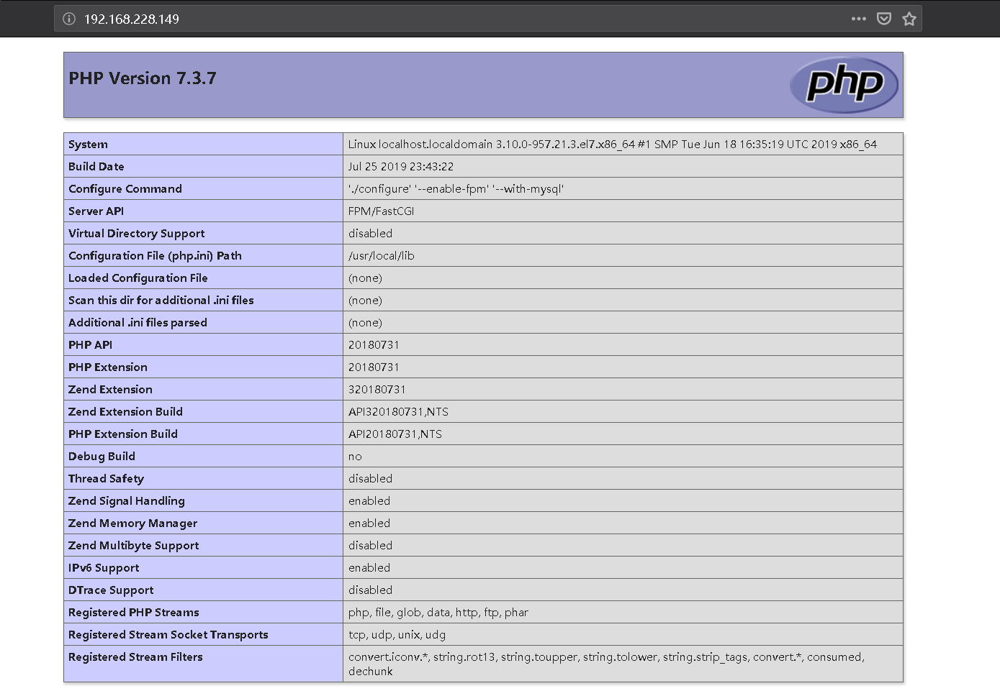 192.168.228.149
PHP Version 7.3.7
php
System Linux localhost.localdomain 3.10.0-957.21.3.el7.x86_64 #1 SMP Tue Jun 18 16:35:19 UTC 2019 x86_64
Build Date Jul 25 2019 23:43:22
Configure Command './configure' '--enable-fpm' '--with-mysql'
Server API FPM/FastCGI
Virtual Directory Support disabled
Configuration File (php.ini) Path /usr/local/lib
Loaded Configuration File (none)
Scan this dir for additional .ini files (none)
Additional .ini files parsed (none)
PHP API 20180731
PHP Extension 20180731
Zend Extension 320180731
Zend Extension Build API320180731,NTS
PHP Extension Build API20180731,NTS
Debug Build no
Thread Safety disabled
Zend Signal Handling enabled
Zend Memory Manager enabled
Zend Multibyte Support disabled
IPv6 Support enabled
DTrace Support disabled
Registered PHP Streams php, file, glob, data, http, ftp, phar
Registered Stream Socket Transports tcp, udp, unix, udg
Registered Stream Filters convert.iconv.*, string.rot13, string.toupper, string.tolower, string.strip_tags, convert.*, consumed,
dechunk